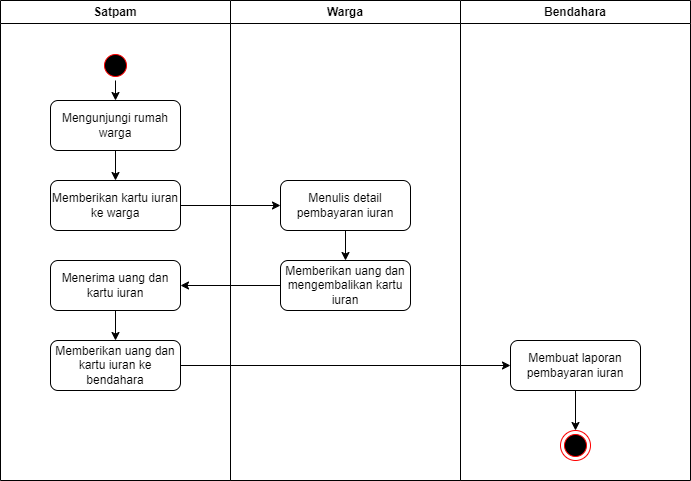 Satpam
Warga
Bendahara
Mengunjungi rumah
warga
Memberikan kartu iuran
ke warga
Menulis detail
pembayaran iuran
Memberikan uang dan
mengembalikan kartu
iuran
Menerima uang dan
kartu iuran
Memberikan uang dan
kartu iuran ke
bendahara
Membuat laporan
pembayaran iuran